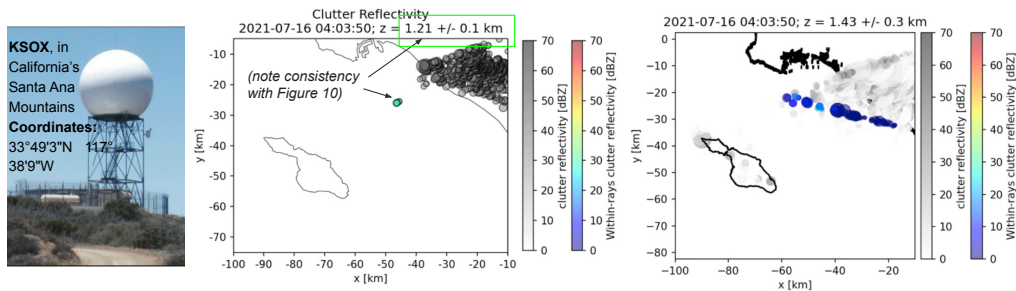 KSOX, in
California's
Santa Ana
Mountains
Coordinates:
33°49'3"N 117°
38'9"W
Clutter Reflectivity
2021-07-16 04:03:50; z = 1.21 +/- 0.1 km
(note consistency
with Figure 10)
y [km]
-10
-20
-30
-40
-50
-60
-70
-100 -90 -80 -70 -60 -50 -40 -30 -20 -10
x [km]
70
60
50
40
30
20
10
0
clutter reflectivity [dBZ]
70
60
50
40
30
20
10
0
Within-rays clutter reflectivity [dBZ]
2021-07-16 04:03:50; z = 1.43 +/- 0.3 km
y [km]
0
−10
−20
−30
−40
−50
−60
−70
−80
−100 −80 −60 −40 −20
x [km]
70
60
50
40
30
20
10
0
clutter reflectivity [dBZ]
70
60
50
40
30
20
10
0
Within-rays clutter reflectivity [dBZ]